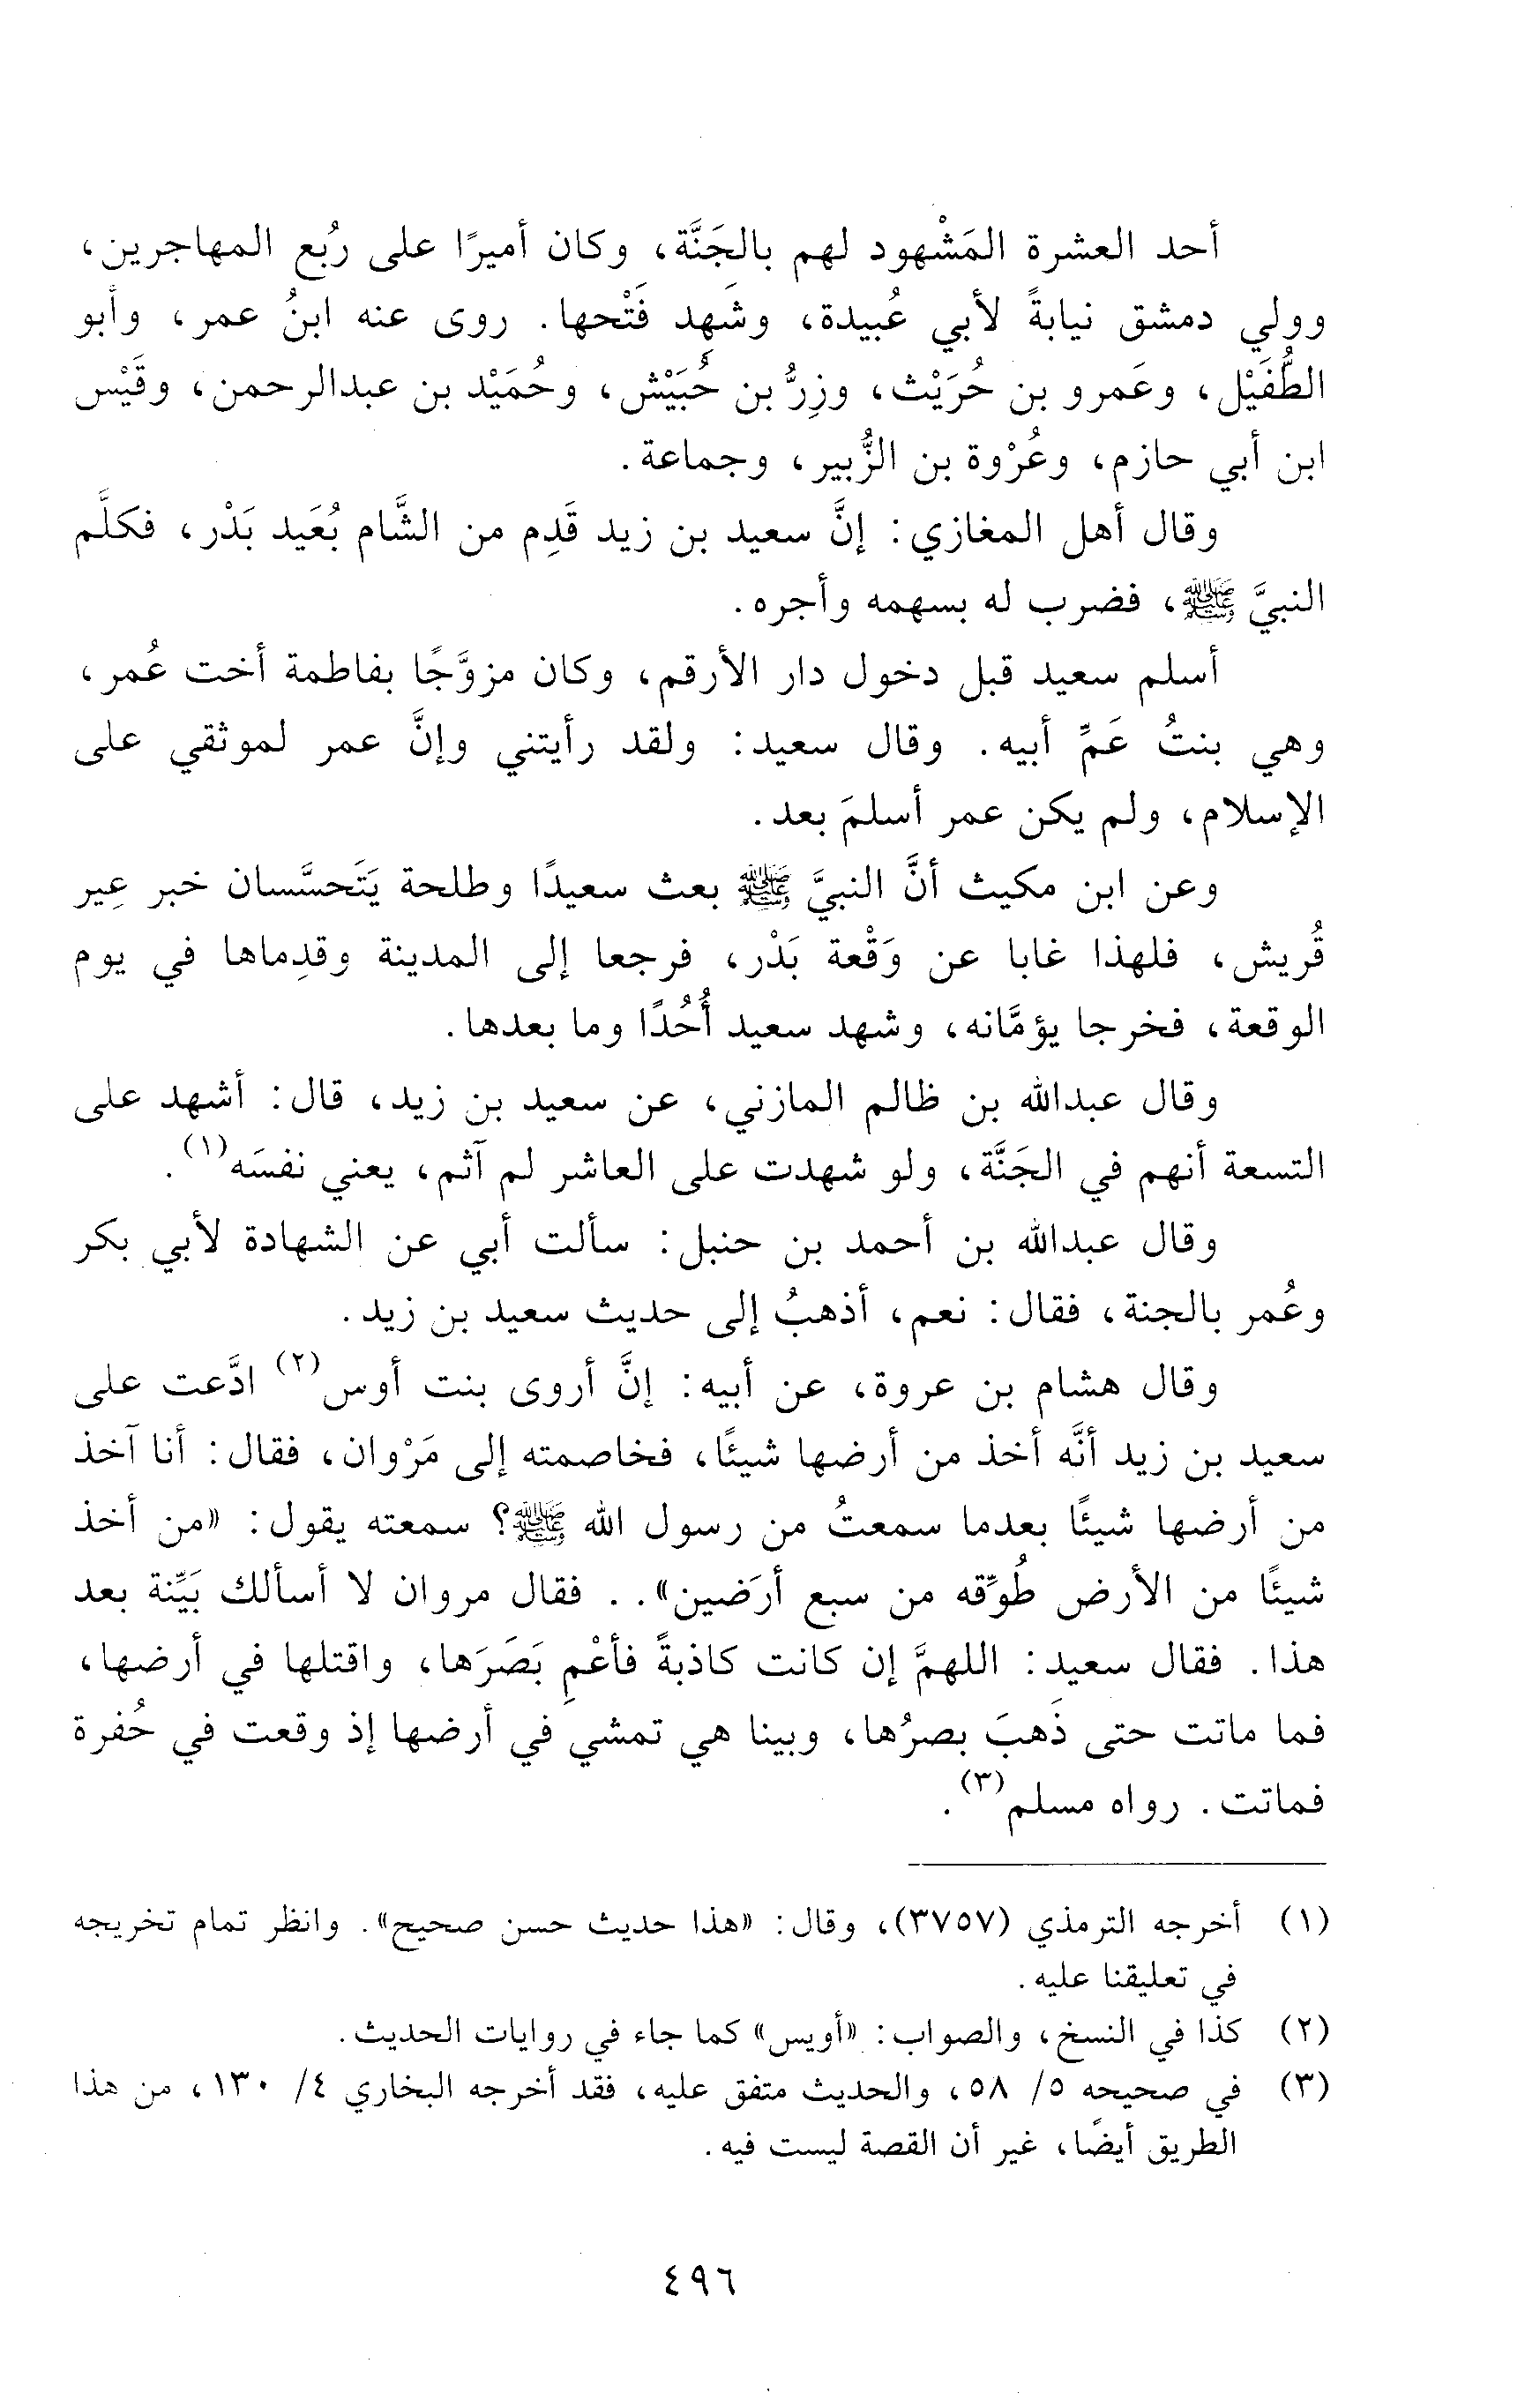 أحد العشرة المَشْهود لهم بالجَنَّة، وكان أميرًا على رُبع المهاجرين،
وولي دمشق نيابةً لأبي عُبيدة، وشَهِد فَتْحها. روى عنه ابنُ عمر، وأبو
الطُّفَيْل، وعَمرو بن حُرَيْث، وزِرُّ بن حُبَيْش، وحُمَيْد بن عبدالرحمن، وقَيْس
ابن أبي حازم، وعُرْوة بن الزُّبير، وجماعة.
وقال أهل المغازي: إنَّ سعيد بن زيد قَدِم من الشَّام بُعَيد بَدْر، فكلَّم
النبيَّ ﷺ، فضرب له بسهمه وأجره.
أسلم سعيد قبل دخول دار الأرقم، وكان مزوَّجًا بفاطمة أخت عُمر،
وهي بنتُ عَمِّ أبيه. وقال سعيد: ولقد رأيتني وإنَّ عمر لموثقي على
الإسلام، ولم يكن عمر أسلمَ بعد.
وعن ابن مكيث أنَّ النبيَّ ﷺ بعث سعيدًا وطلحة يَتَحسَّسان خبر عِير
قُريش، فلهذا غابا عن وَقْعة بَدْر، فرجعا إلى المدينة وقدِماها في يوم
الوقعة، فخرجا يؤمَّانه، وشهد سعيد أُحُدًا وما بعدها.
وقال عبدالله بن ظالم المازني، عن سعيد بن زيد، قال: أشهد على
التسعة أنهم في الجَنَّة، ولو شهدت على العاشر لم آثم، يعني نفسَه(١).
وقال عبدالله بن أحمد بن حنبل: سألت أبي عن الشهادة لأبي بكر
وعُمر بالجنة، فقال: نعم، أذهبُ إلى حديث سعيد بن زيد.
وقال هشام بن عروة، عن أبيه: إنَّ أروى بنت أوس(٢) ادَّعت على
سعيد بن زيد أنَّه أخذ من أرضها شيئًا، فخاصمته إلى مَرْوان، فقال: أنا آخذ
من أرضها شيئًا بعدما سمعتُ من رسول الله ﷺ؟ سمعته يقول: «من أخذ
شيئًا من الأرض طُوِّقه من سبع أرَضين». . فقال مروان لا أسألك بَيِّنة بعد
هذا. فقال سعيد: اللهمَّ إن كانت كاذبةً فأعْمِ بَصَرَها، واقتلها في أرضها،
فما ماتت حتى ذَهبَ بصرُها، وبينا هي تمشي في أرضها إذ وقعت في حُفرة
فماتت. رواه مسلم(٣).
(١) أخرجه الترمذي (٣٧٥٧)، وقال: «هذا حديث حسن صحيح». وانظر تمام تخريجه
في تعليقنا عليه.
(٢) كذا في النسخ، والصواب: «أويس» كما جاء في روايات الحديث.
(٣) في صحيحه ٥/ ٥٨، والحديث متفق عليه، فقد أخرجه البخاري ٤/ ١٣٠، من هذا
الطريق أيضًا، غير أن القصة ليست فيه.
٤٩٦